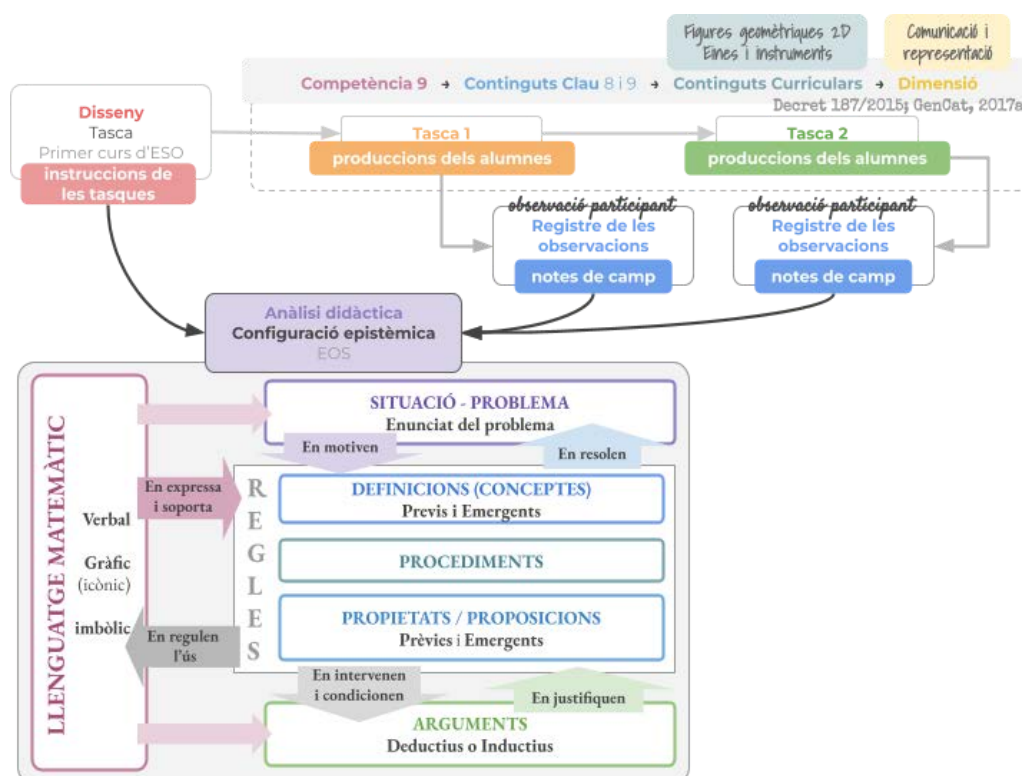 Figures geomètriques 2D
Eines i instruments
Comunicació i
representació
Competència 9 → Continguts Clau 8 i 9 → Continguts Curriculars → Dimensió
Decret 187/2015; GenCat, 2017a
Disseny
Tasca
Primer curs d'ESO
instruccions de
les tasques
Tasca 1
produccions dels alumnes
Tasca 2
produccions dels alumnes
observació participant
Registre de les
observacions
notes de camp
observació participant
Registre de les
observacions
notes de camp
Anàlisi didàctica
Configuració epistèmica
EOS
LLENGUATGE MATEMÀTIC
Verbal
Gràfic
(icònic)
imbòlic
SITUACIÓ - PROBLEMA
Enunciat del problema
En motiven
En resolen
En expressa
i soporta
REGLES
DEFINICIONS (CONCEPTES)
Previs i Emergents
PROCEDIMENTS
PROPIETATS / PROPOSICIONS
Prèvies i Emergents
En regulen
l'ús
En intervenen
i condicionen
En justifiquen
ARGUMENTS
Deductius o Inductius